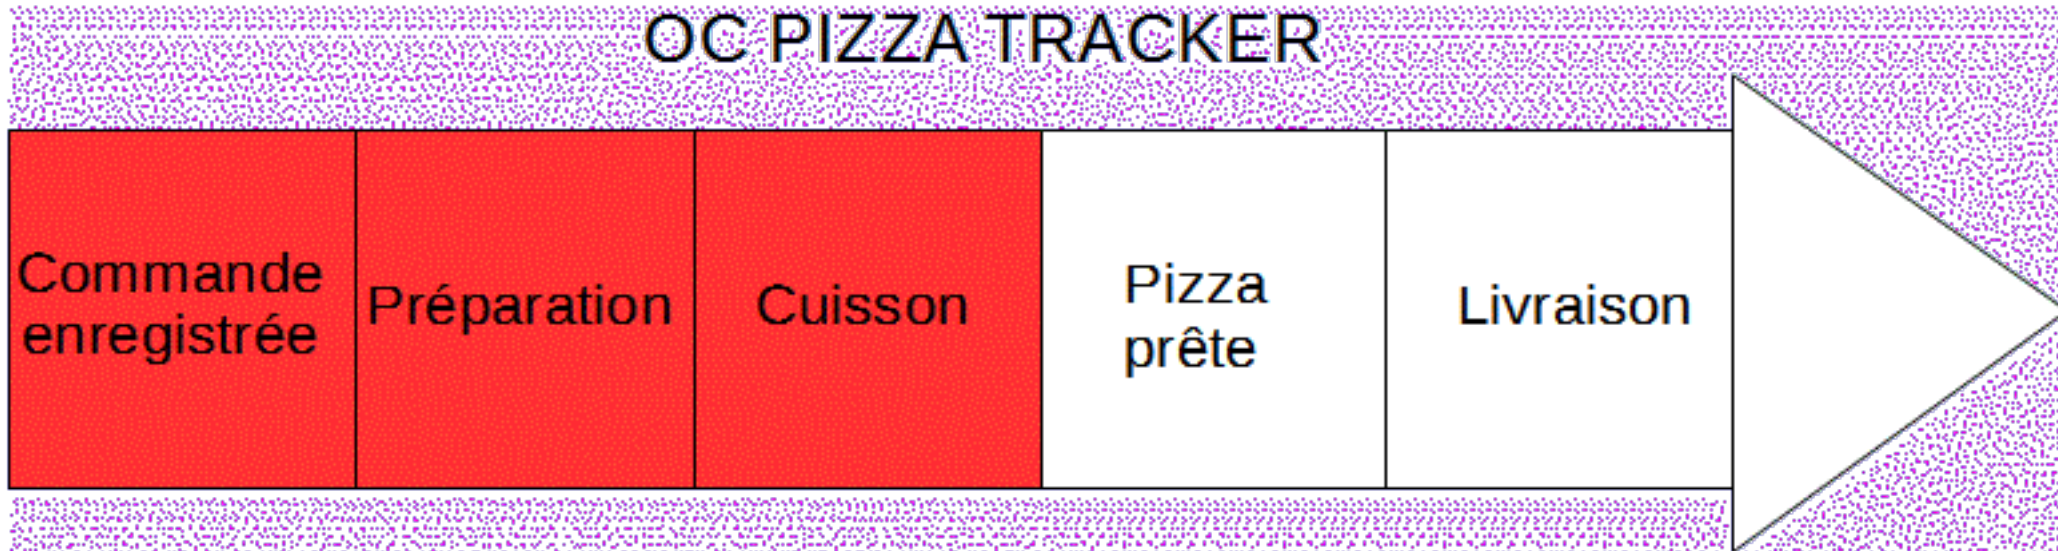 OC PIZZA TRACKER
Commande
enregistrée
Préparation
Cuisson
Pizza
prête
Livraison